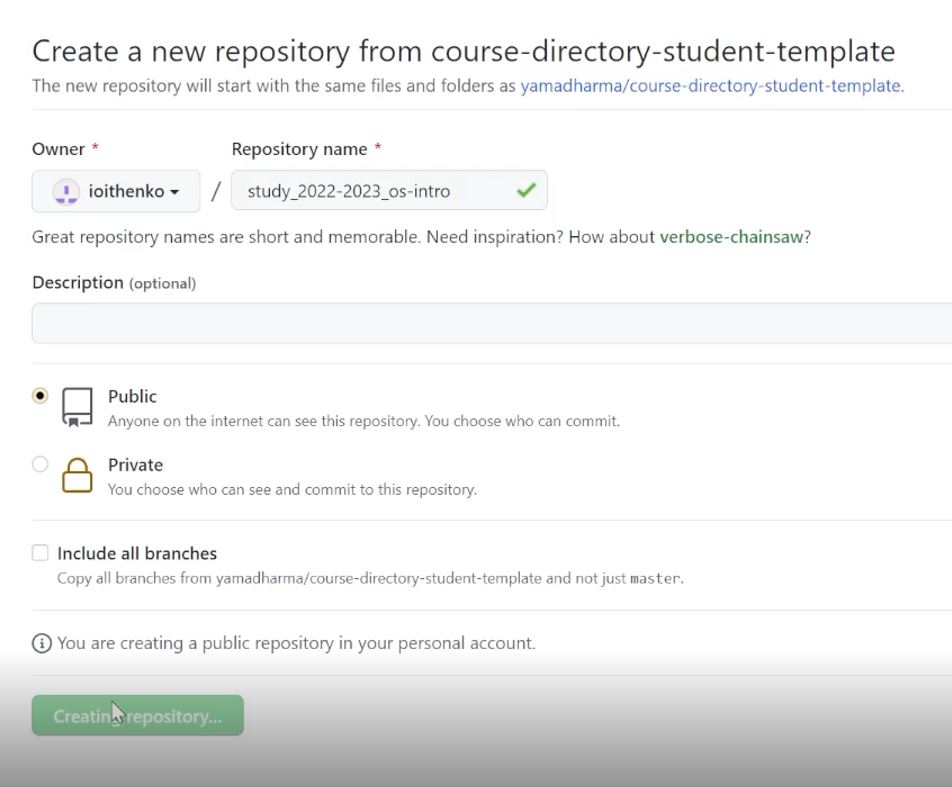 Create a new repository from course-directory-student-template
The new repository will start with the same files and folders as yamadharma/course-directory-student-template.
Owner * Repository name *
ioithenko / study_2022-2023_os-intro
Great repository names are short and memorable. Need inspiration? How about verbose-chainsaw?
Description (optional)
Public
Anyone on the internet can see this repository. You choose who can commit.
Private
You choose who can see and commit to this repository.
Include all branches
Copy all branches from yamadharma/course-directory-student-template and not just master.
You are creating a public repository in your personal account.
Creating repository...